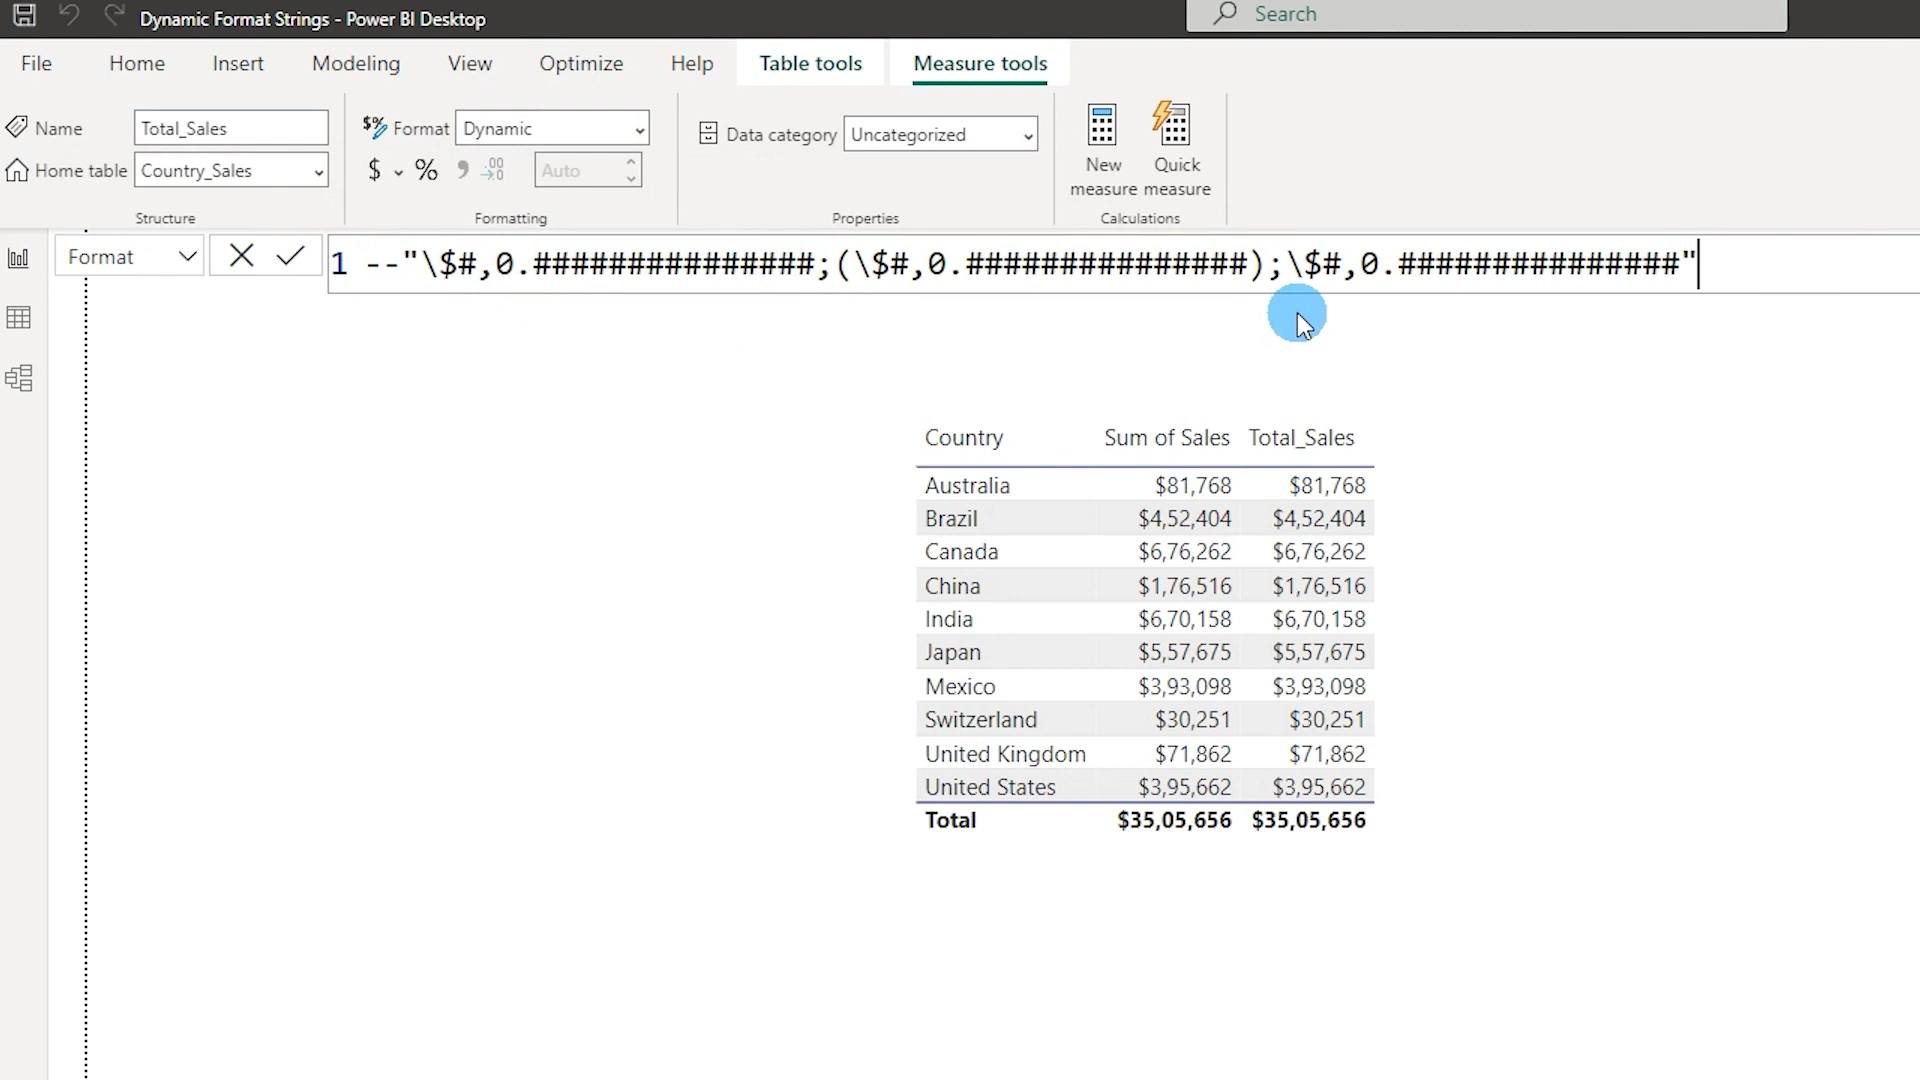 Dynamic Format Strings - Power BI Desktop
Search
File Home Insert Modeling View Optimize Help Table tools Measure tools
Name Total_Sales
$% Format Dynamic
Data category Uncategorized
New measure
Quick measure
Home table Country_Sales
$ % , .00 →.0 Auto
Structure Formatting Properties Calculations
Format
1 --"\$#,0.###############;(\$#,0.###############);\$#,0.###############"
Country Sum of Sales Total_Sales
Australia $81,768 $81,768
Brazil $4,52,404 $4,52,404
Canada $6,76,262 $6,76,262
China $1,76,516 $1,76,516
India $6,70,158 $6,70,158
Japan $5,57,675 $5,57,675
Mexico $3,93,098 $3,93,098
Switzerland $30,251 $30,251
United Kingdom $71,862 $71,862
United States $3,95,662 $3,95,662
Total $35,05,656 $35,05,656